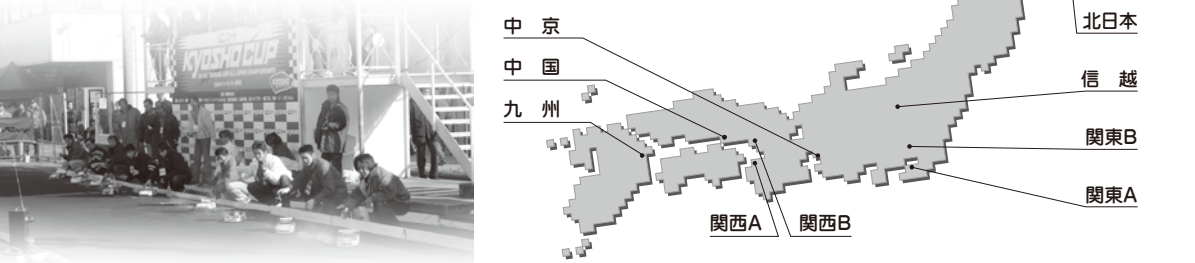 KYOSHO CUP
中 京
中 国
九 州
関西A
関西B
北日本
信 越
関東B
関東A